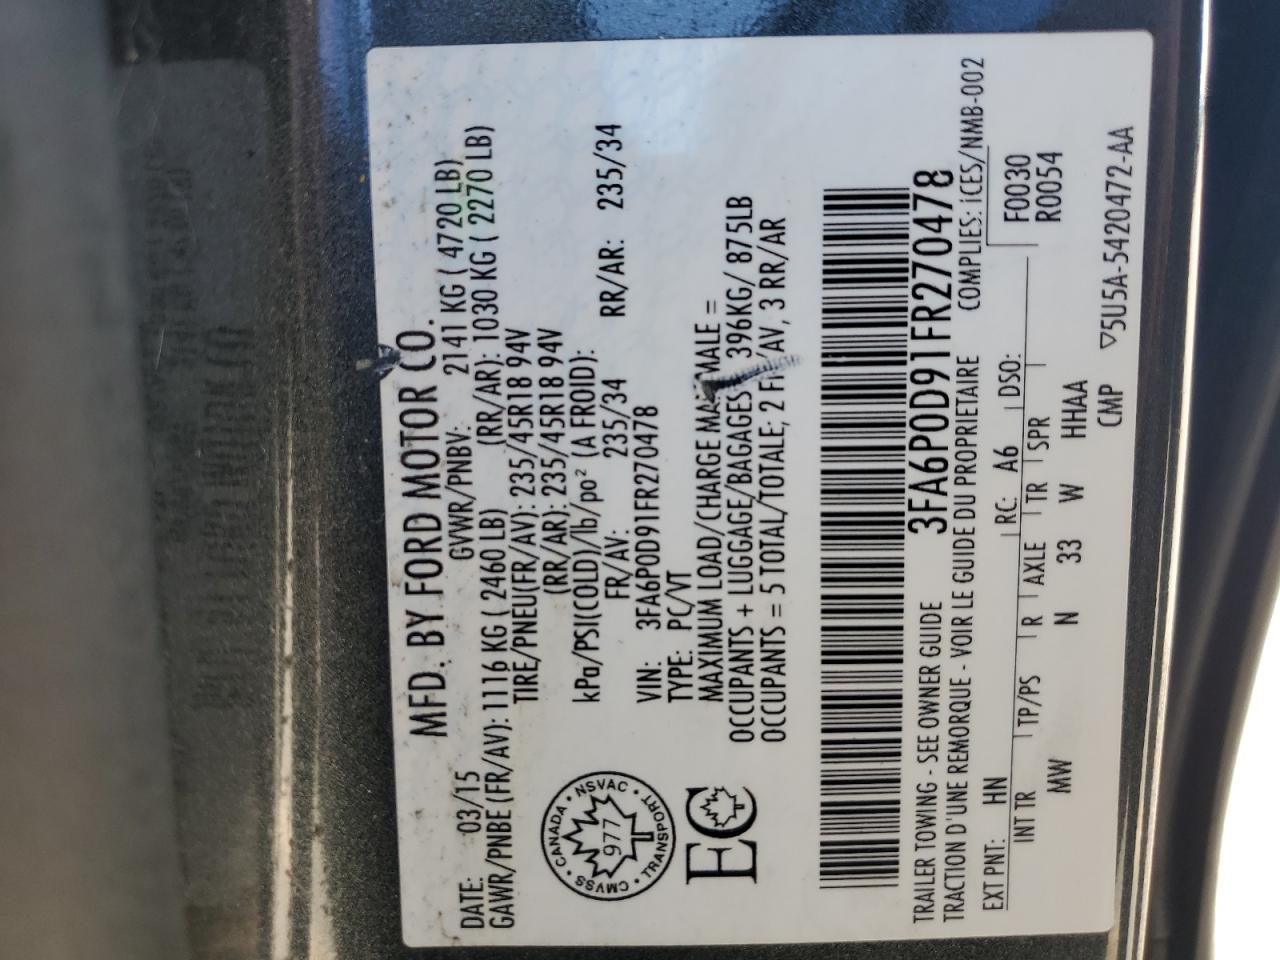 MFD. BY FORD MOTOR CO.
DATE: 03/15 GVWR/PNBV: 2141 KG ( 4720 LB)
GAWR/PNBE (FR/AV): 1116 KG ( 2460 LB) (RR/AR): 1030 KG ( 2270 LB)
TIRE/PNEU(FR/AV): 235/45R18 94V
(RR/AR): 235/45R18 94V
kPa/PSI(COLD)/lb/po² (A FROID):
FR/AV: 235/34 RR/AR: 235/34
VIN: 3FA6P0D91FR270478
TYPE: PC/VT
MAXIMUM LOAD/CHARGE MALE =
OCCUPANTS + LUGGAGE/BAGAGES 396KG/ 875LB
OCCUPANTS = 5 TOTAL/TOTALE; 2 FR/AV, 3 RR/AR
CANADA • NSVAC • TRANSPORT • CMVSS •
977
EC
3FA6P0D91FR270478
TRAILER TOWING - SEE OWNER GUIDE COMPLIES: ICES/NMB-002
TRACTION D'UNE REMORQUE - VOIR LE GUIDE DU PROPRIETAIRE
EXT PNT: HN RC: A6 DSO: F0030
INT TR TP/PS R AXLE TR SPR R0054
MW N 33 W HHAA
CMP ▽5U5A-5420472-AA